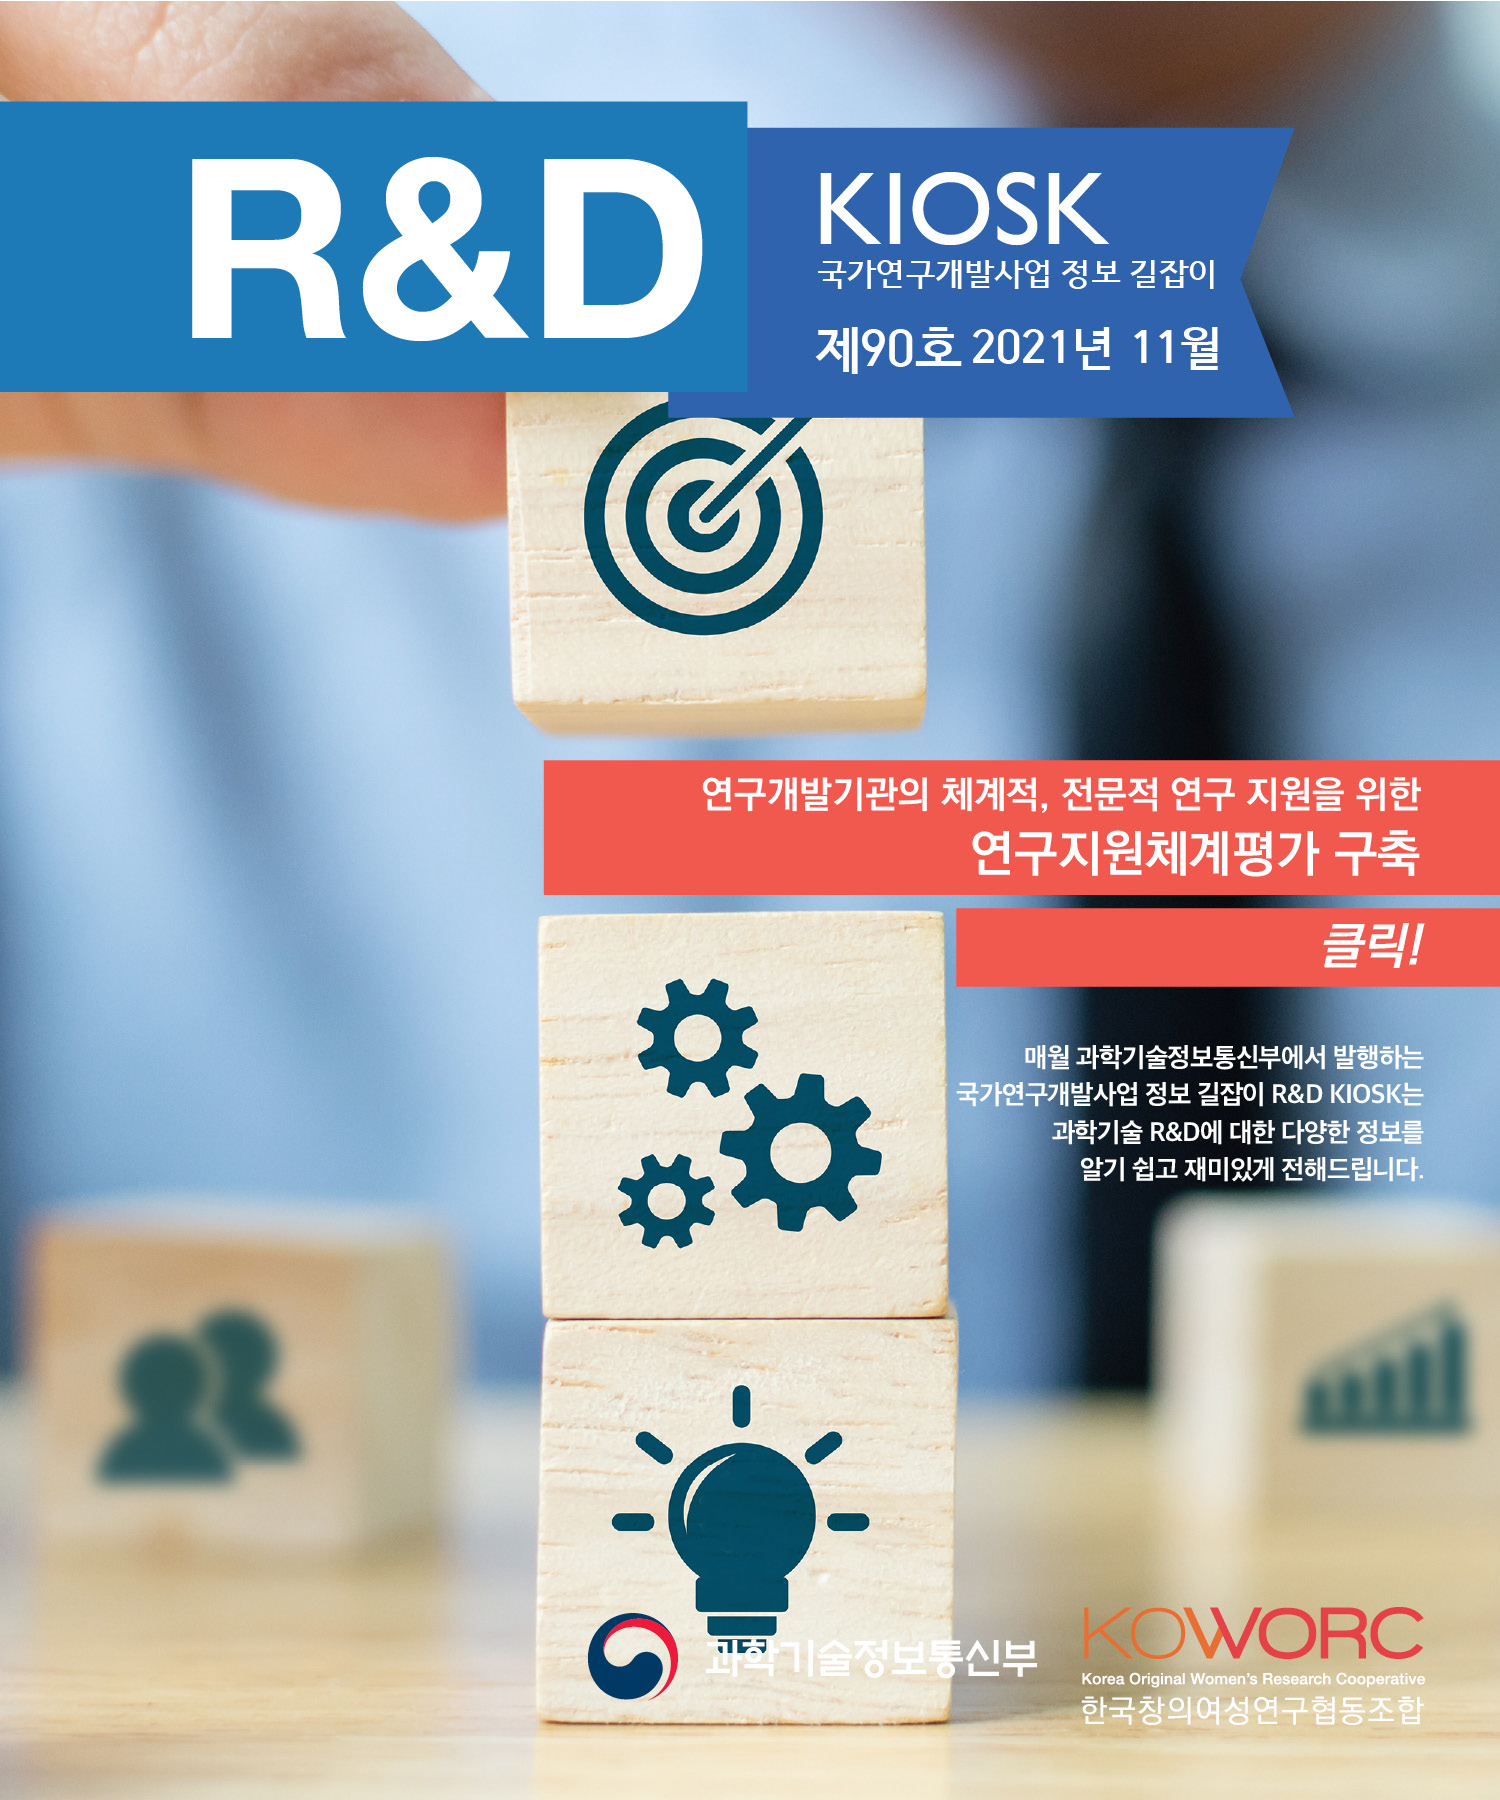 R&D
KIOSK
국가연구개발사업 정보 길잡이
제90호 2021년 11월
연구개발기관의 체계적, 전문적 연구 지원을 위한
연구지원체계평가 구축
클릭!
매월 과학기술정보통신부에서 발행하는
국가연구개발사업 정보 길잡이 R&D KIOSK는
과학기술 R&D에 대한 다양한 정보를
알기 쉽고 재미있게 전해드립니다.
과학기술정보통신부
KOWORC
Korea Original Women's Research Cooperative
한국창의여성연구협동조합